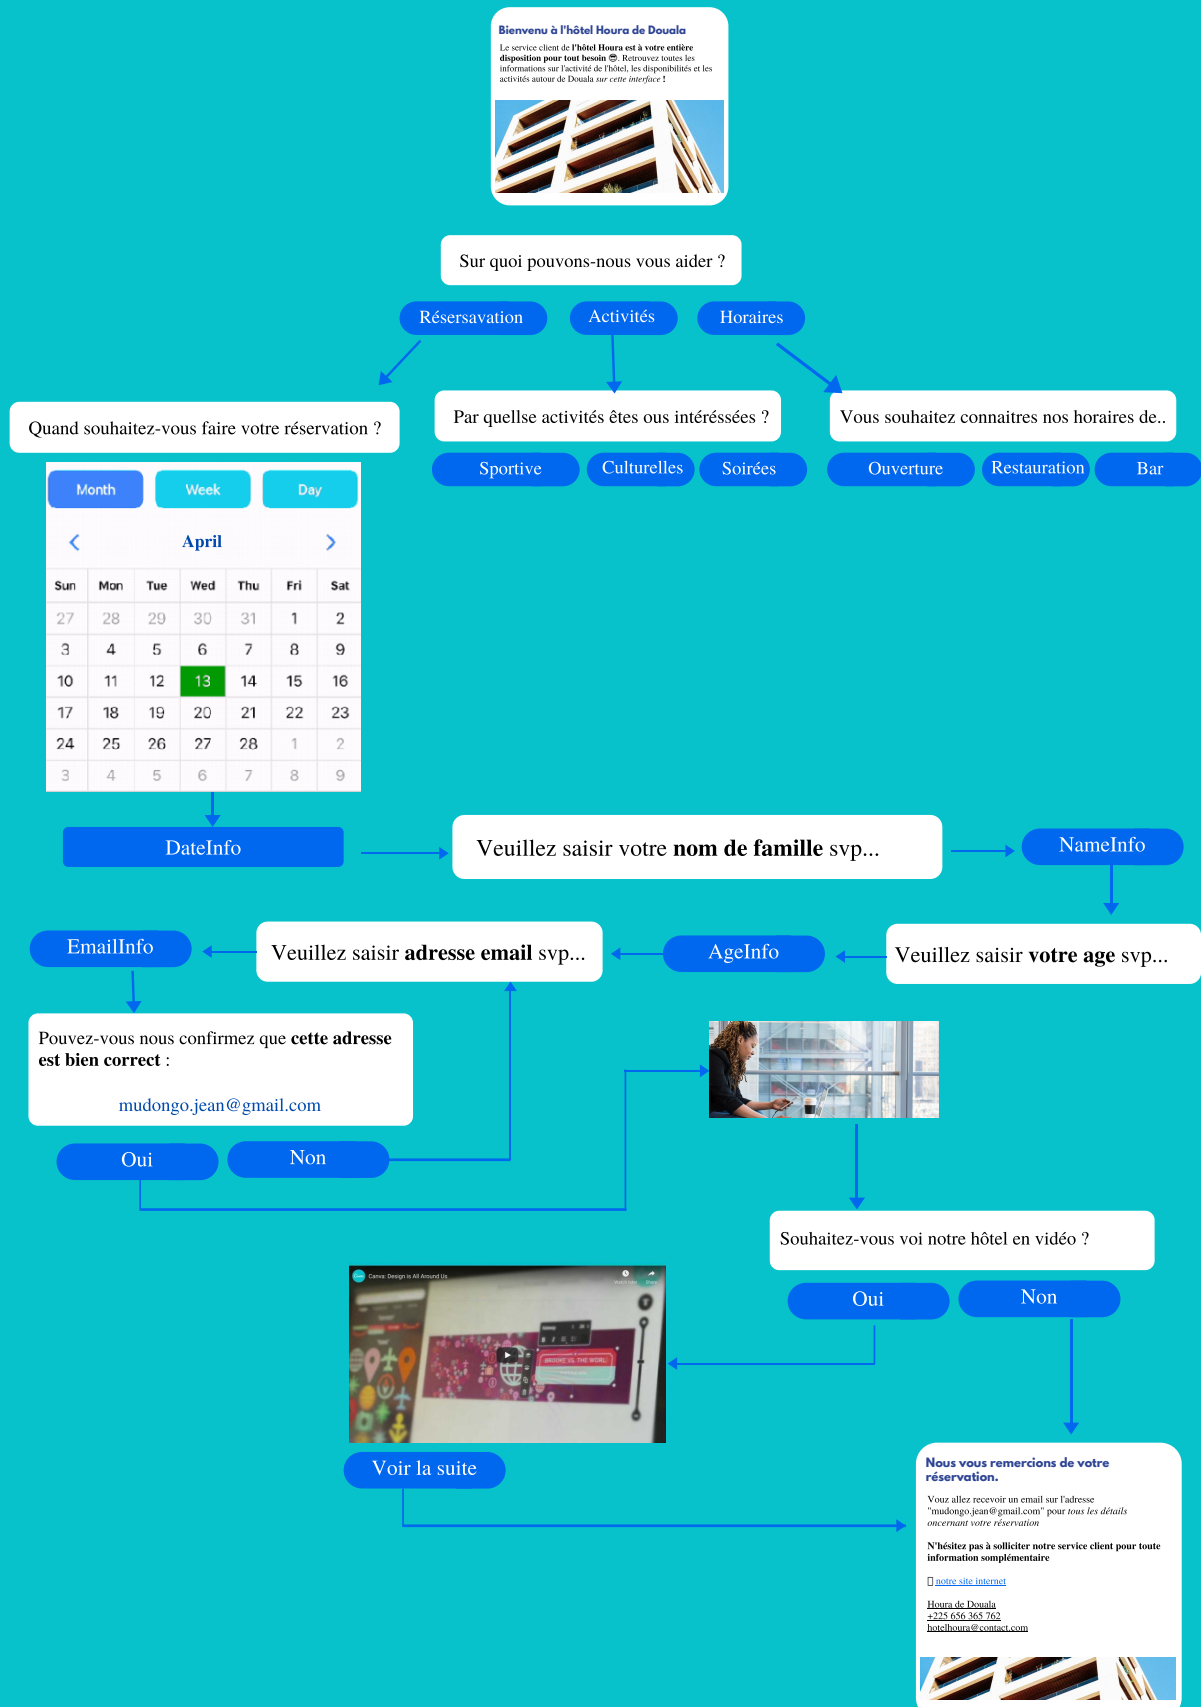 Bienvenu à l'hôtel Houra de Douala
Le service client de l'hôtel Houra est à votre entière
disposition pour tout besoin 😎. Retrouvez toutes les
informations sur l'activité de l'hôtel, les disponibilités et les
activités autour de Douala sur cette interface !
Sur quoi pouvons-nous vous aider ?
Résersavation Activités Horaires
Quand souhaitez-vous faire votre réservation ?
Par quellse activités êtes ous intéréssées ?
Vous souhaitez connaitres nos horaires de..
Sportive Culturelles Soirées
Ouverture Restauration Bar
Month Week Day
April
Sun Mon Tue Wed Thu Fri Sat
27 28 29 30 31 1 2
3 4 5 6 7 8 9
10 11 12 13 14 15 16
17 18 19 20 21 22 23
24 25 26 27 28 1 2
3 4 5 6 7 8 9
DateInfo
Veuillez saisir votre nom de famille svp...
NameInfo
Veuillez saisir votre age svp...
AgeInfo
Veuillez saisir adresse email svp...
EmailInfo
Pouvez-vous nous confirmez que cette adresse
est bien correct :
mudongo.jean@gmail.com
Oui Non
Souhaitez-vous voi notre hôtel en vidéo ?
Oui Non
Canva: Design is All Around Us
Watch later Share
Voir la suite
Nous vous remercions de votre
réservation.
Vouz allez recevoir un email sur l'adresse
"mudongo.jean@gmail.com" pour tous les détails
oncernant votre réservation
N'hésitez pas à solliciter notre service client pour toute
information somplémentaire
notre site internet
Houra de Douala
+225 656 365 762
hotelhoura@contact.com